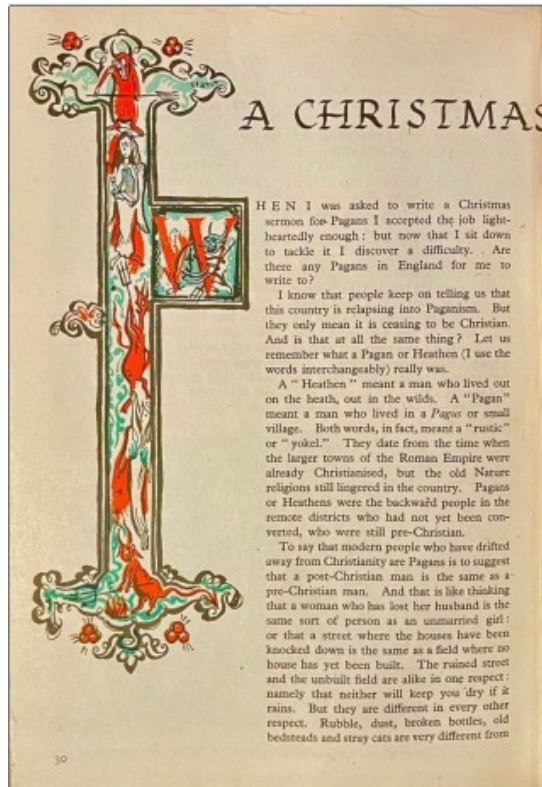 A CHRISTMAS
WHEN I was asked to write a Christmas
sermon for Pagans I accepted the job light-
heartedly enough : but now that I sit down
to tackle it I discover a difficulty. . Are
there any Pagans in England for me to
write to?
I know that people keep on telling us that
this country is relapsing into Paganism. But
they only mean it is ceasing to be Christian.
And is that at all the same thing? Let us
remember what a Pagan or Heathen (I use the
words interchangeably) really was.
A "Heathen" meant a man who lived out
on the heath, out in the wilds. A "Pagan"
meant a man who lived in a Pagus or small
village. Both words, in fact, meant a "rustic"
or "yokel." They date from the time when
the larger towns of the Roman Empire were
already Christianised, but the old Nature
religions still lingered in the country. Pagans
or Heathens were the backward people in the
remote districts who had not yet been con-
verted, who were still pre-Christian.
To say that modern people who have drifted
away from Christianity are Pagans is to suggest
that a post-Christian man is the same as a
pre-Christian man. And that is like thinking
that a woman who has lost her husband is the
same sort of person as an unmarried girl :
or that a street where the houses have been
knocked down is the same as a field where no
house has yet been built. The ruined street
and the unbuilt field are alike in one respect :
namely that neither will keep you dry if it
rains. But they are different in every other
respect. Rubble, dust, broken bottles, old
bedsteads and stray cats are very different from
30